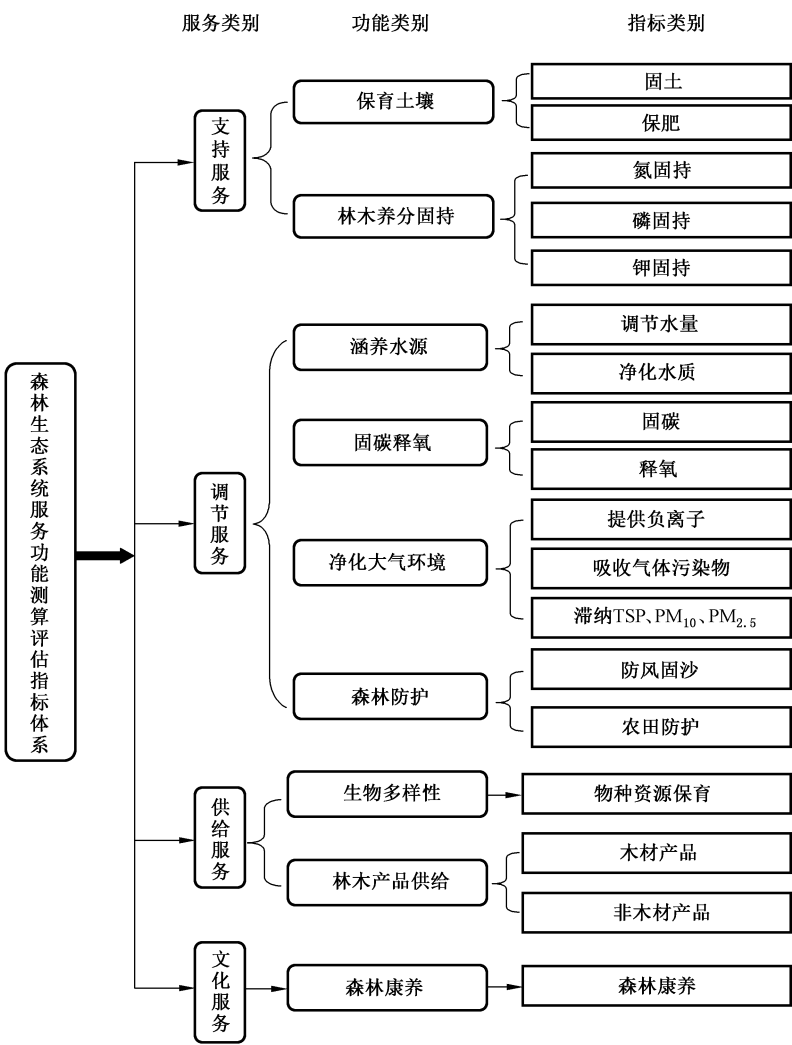 服务类别 功能类别 指标类别
森林生态系统服务功能测算评估指标体系
支持服务
保育土壤
固土
保肥
林木养分固持
氮固持
磷固持
钾固持
调节服务
涵养水源
调节水量
净化水质
固碳释氧
固碳
释氧
净化大气环境
提供负离子
吸收气体污染物
滞纳TSP、PM10、PM2.5
森林防护
防风固沙
农田防护
供给服务
生物多样性
物种资源保育
林木产品供给
木材产品
非木材产品
文化服务
森林康养
森林康养